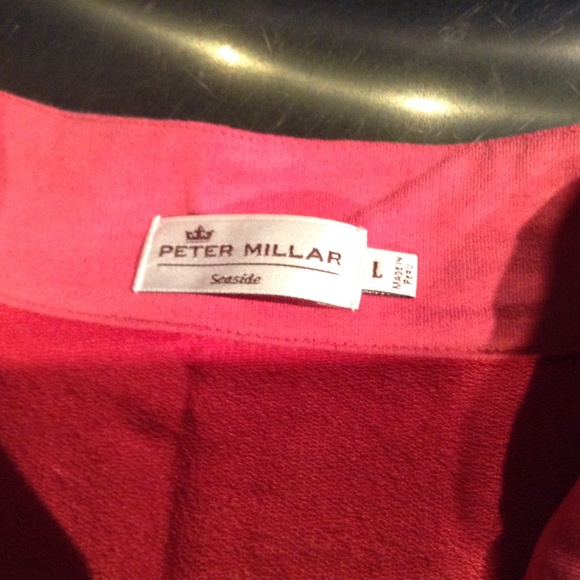 PETER MILLAR
Seaside
L
MADE IN
PERU